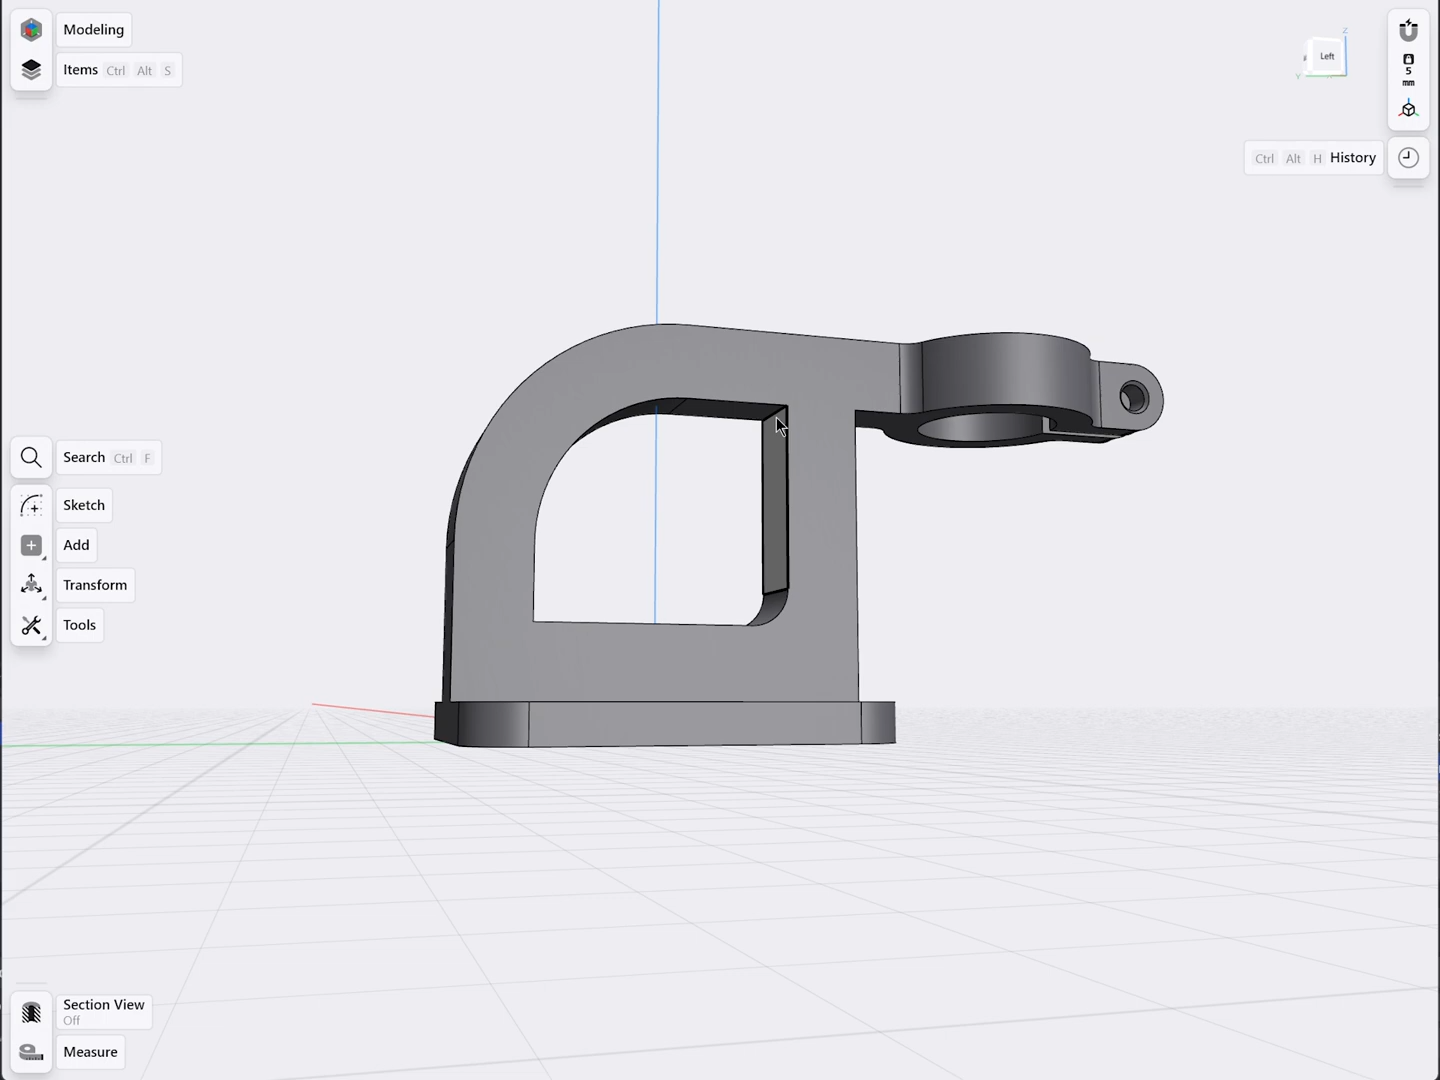 Modeling
Items Ctrl Alt S
Left
Z
Y
5
mm
Ctrl Alt H History
Search Ctrl F
Sketch
Add
Transform
Tools
Section View
Off
Measure